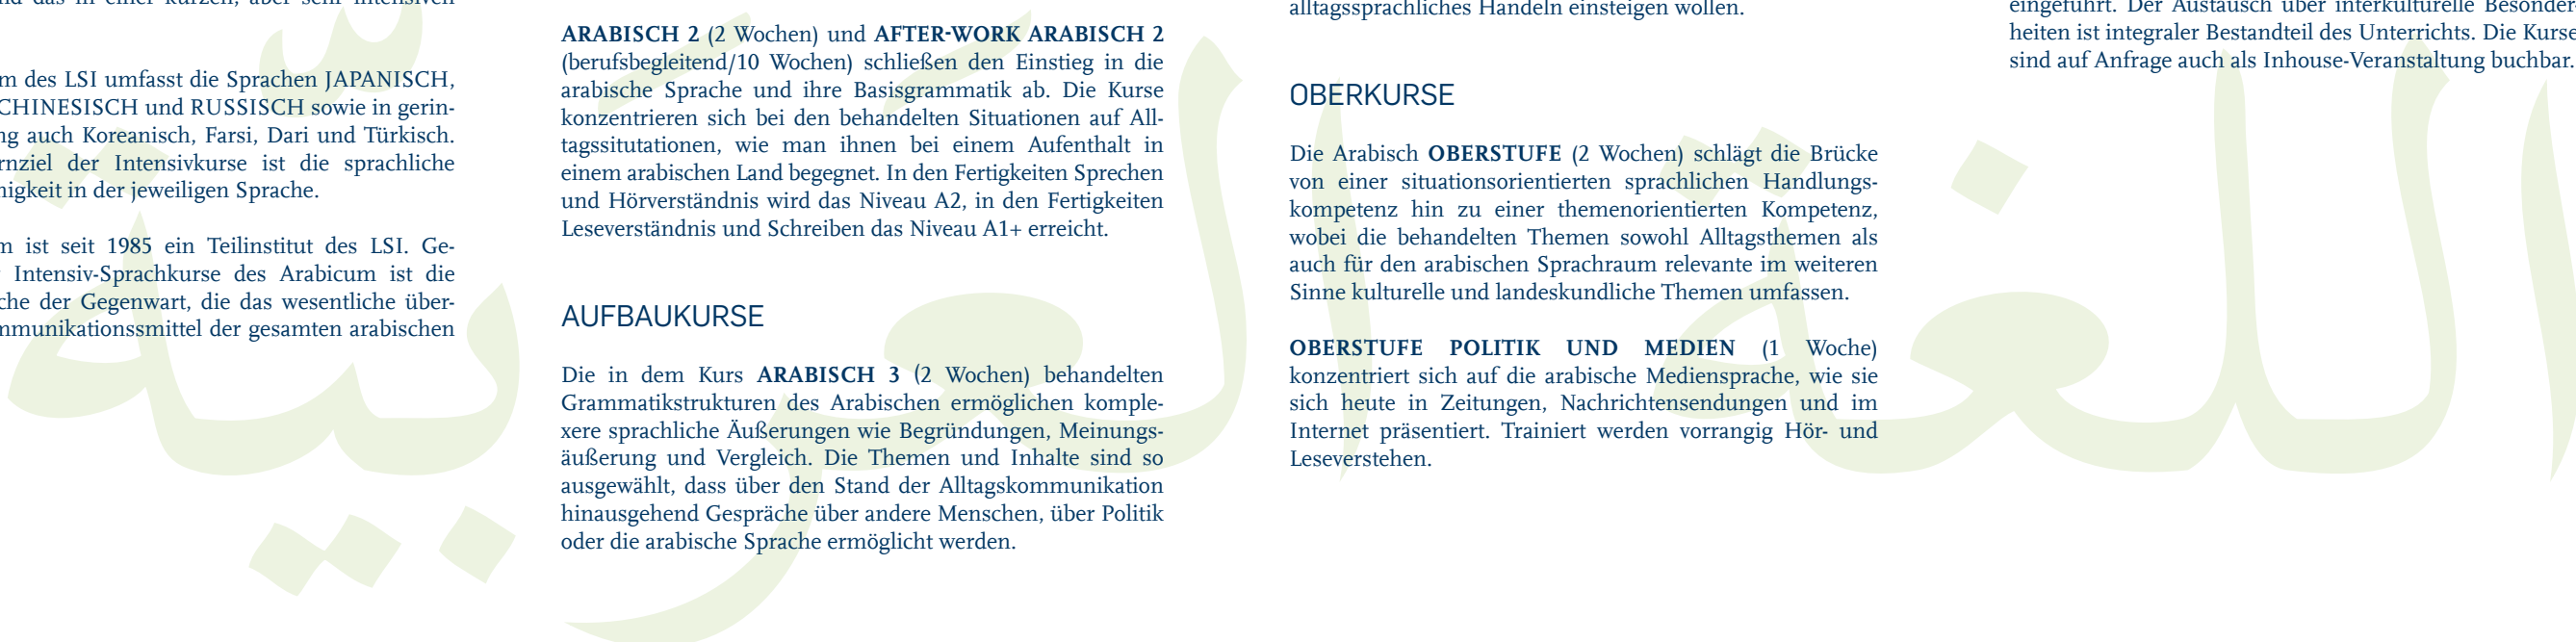 alltagssprachliches Handeln einsteigen wollen.
m des LSI umfasst die Sprachen JAPANISCH,
CHINESISCH und RUSSISCH sowie in gerin-
ng auch Koreanisch, Farsi, Dari und Türkisch.
rnziel der Intensivkurse ist die sprachliche
higkeit in der jeweiligen Sprache.
m ist seit 1985 ein Teilinstitut des LSI. Ge-
Intensiv-Sprachkurse des Arabicum ist die
che der Gegenwart, die das wesentliche über-
mmunikationssmittel der gesamten arabischen
ARABISCH 2 (2 Wochen) und AFTER-WORK ARABISCH 2
(berufsbegleitend/10 Wochen) schließen den Einstieg in die
arabische Sprache und ihre Basisgrammatik ab. Die Kurse
konzentrieren sich bei den behandelten Situationen auf All-
tagssitutationen, wie man ihnen bei einem Aufenthalt in
einem arabischen Land begegnet. In den Fertigkeiten Sprechen
und Hörverständnis wird das Niveau A2, in den Fertigkeiten
Leseverständnis und Schreiben das Niveau A1+ erreicht.
AUFBAUKURSE
Die in dem Kurs ARABISCH 3 (2 Wochen) behandelten
Grammatikstrukturen des Arabischen ermöglichen komple-
xere sprachliche Äußerungen wie Begründungen, Meinungs-
äußerung und Vergleich. Die Themen und Inhalte sind so
ausgewählt, dass über den Stand der Alltagskommunikation
hinausgehend Gespräche über andere Menschen, über Politik
oder die arabische Sprache ermöglicht werden.
OBERKURSE
Die Arabisch OBERSTUFE (2 Wochen) schlägt die Brücke
von einer situationsorientierten sprachlichen Handlungs-
kompetenz hin zu einer themenorientierten Kompetenz,
wobei die behandelten Themen sowohl Alltagsthemen als
auch für den arabischen Sprachraum relevante im weiteren
Sinne kulturelle und landeskundliche Themen umfassen.
OBERSTUFE POLITIK UND MEDIEN (1 Woche)
konzentriert sich auf die arabische Mediensprache, wie sie
sich heute in Zeitungen, Nachrichtensendungen und im
Internet präsentiert. Trainiert werden vorrangig Hör- und
Leseverstehen.
eingeführt. Der Austausch über interkulturelle Besonder-
heiten ist integraler Bestandteil des Unterrichts. Die Kurse
sind auf Anfrage auch als Inhouse-Veranstaltung buchbar.
اللغة العربيّة